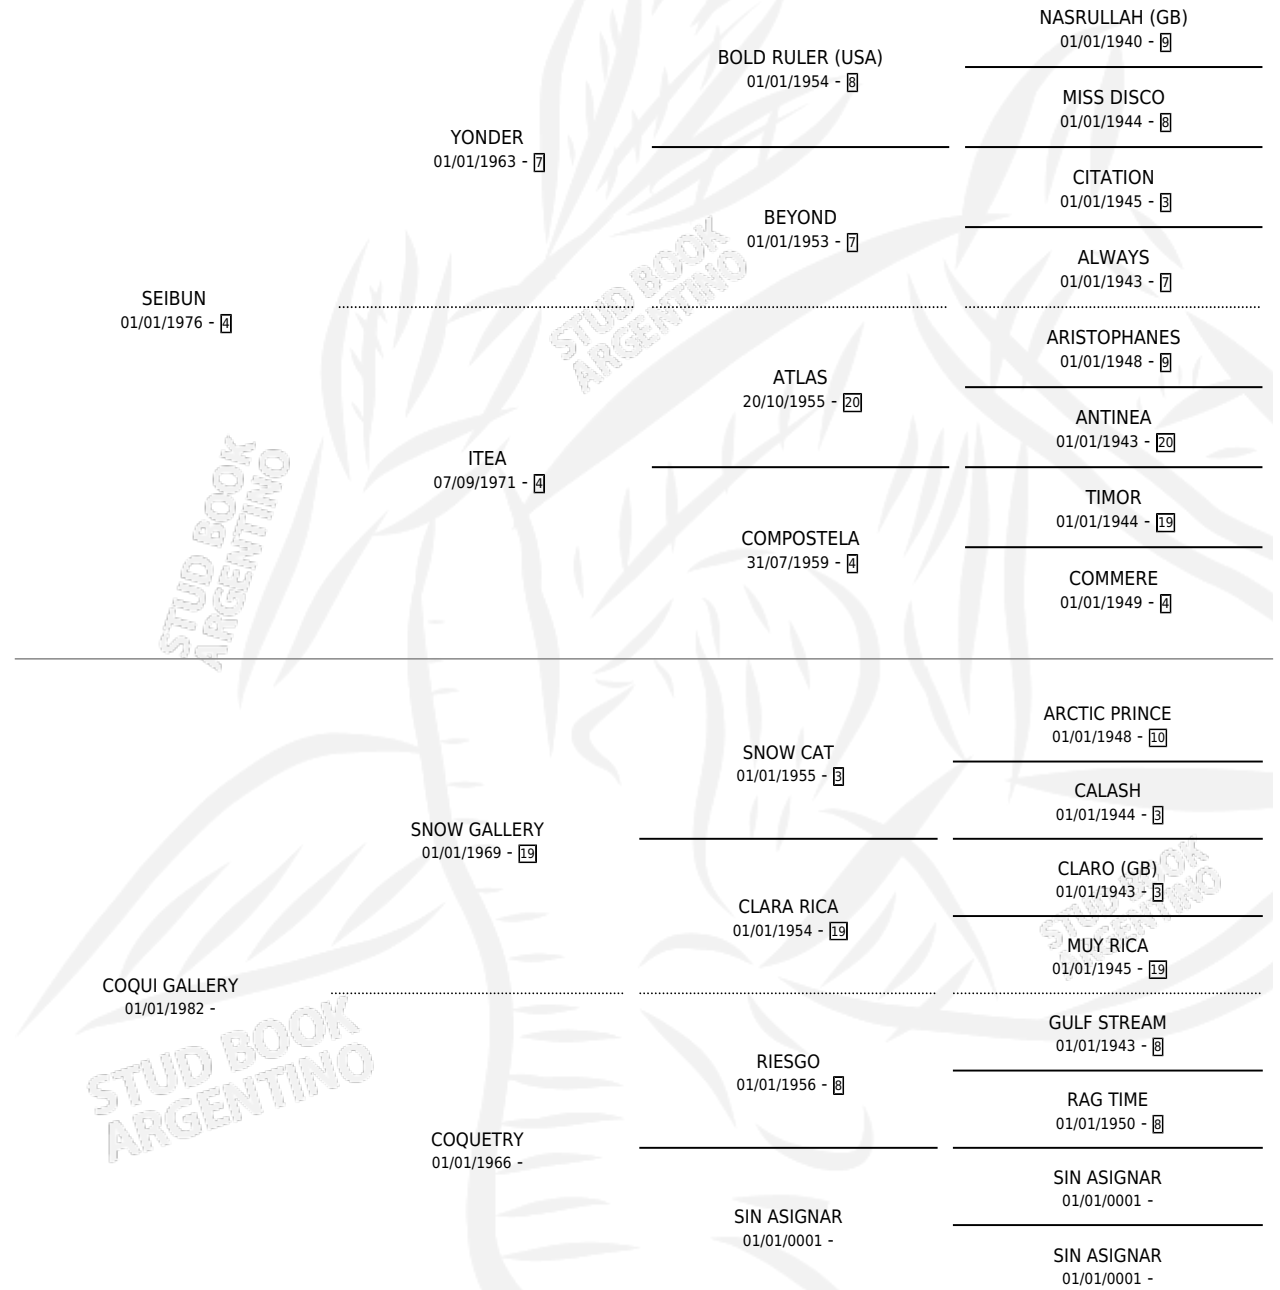 NASRULLAH (GB)
01/01/1940 - 9
BOLD RULER (USA)
01/01/1954 - 8
MISS DISCO
01/01/1944 - 8
YONDER
01/01/1963 - 7
CITATION
01/01/1945 - 3
BEYOND
01/01/1953 - 7
ALWAYS
01/01/1943 - 7
SEIBUN
01/01/1976 - 4
ARISTOPHANES
01/01/1948 - 9
ATLAS
20/10/1955 - 20
ANTINEA
01/01/1943 - 20
ITEA
07/09/1971 - 4
TIMOR
01/01/1944 - 19
COMPOSTELA
31/07/1959 - 4
COMMERE
01/01/1949 - 4
STUD BOOK
ARGENTINO
STUD BOOK
ARGENTINO
ARCTIC PRINCE
01/01/1948 - 10
SNOW CAT
01/01/1955 - 3
CALASH
01/01/1944 - 3
SNOW GALLERY
01/01/1969 - 19
CLARO (GB)
01/01/1943 - 3
CLARA RICA
01/01/1954 - 19
MUY RICA
01/01/1945 - 19
COQUI GALLERY
01/01/1982 -
GULF STREAM
01/01/1943 - 8
RIESGO
01/01/1956 - 8
RAG TIME
01/01/1950 - 8
COQUETRY
01/01/1966 -
SIN ASIGNAR
01/01/0001 -
SIN ASIGNAR
01/01/0001 -
SIN ASIGNAR
01/01/0001 -
STUD BOOK
ARGENTINO
STUD BOOK
ARGENTINO